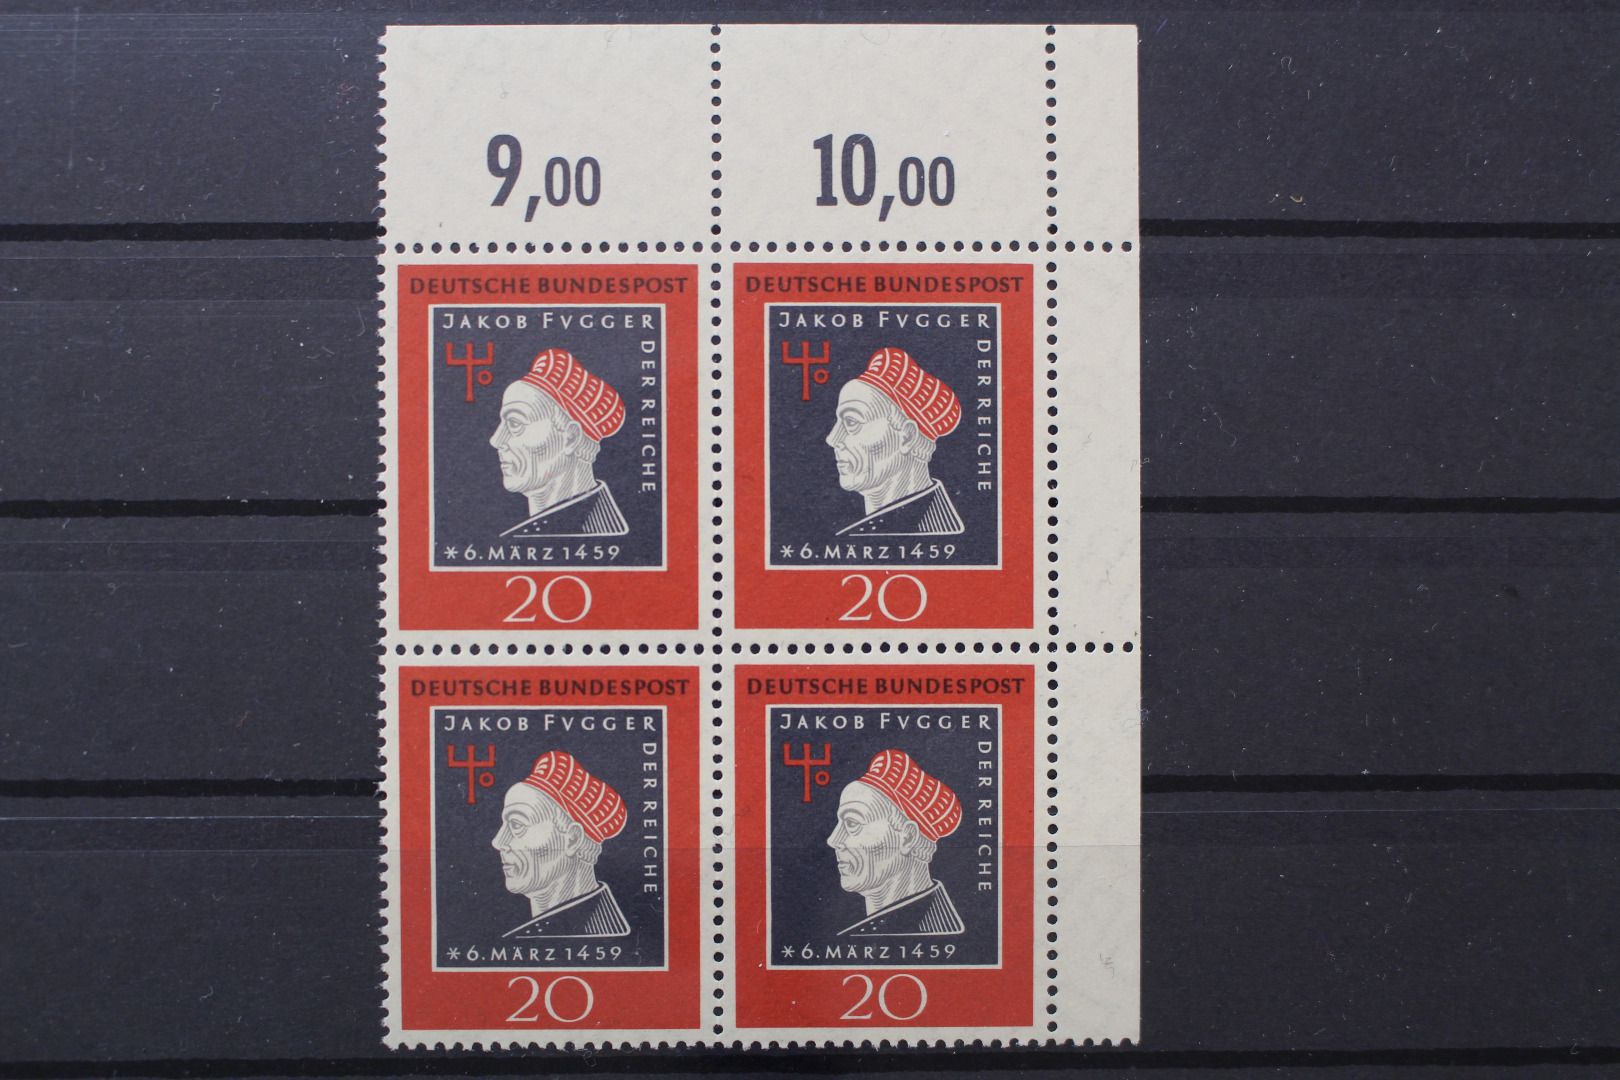 9,00
10,00
DEUTSCHE BUNDESPOST
JAKOB FVGGER
DER REICHE
*6. MÄRZ 1459
20
DEUTSCHE BUNDESPOST
JAKOB FVGGER
DER REICHE
*6. MÄRZ 1459
20
DEUTSCHE BUNDESPOST
JAKOB FVGGER
DER REICHE
*6. MÄRZ 1459
20
DEUTSCHE BUNDESPOST
JAKOB FVGGER
DER REICHE
*6. MÄRZ 1459
20